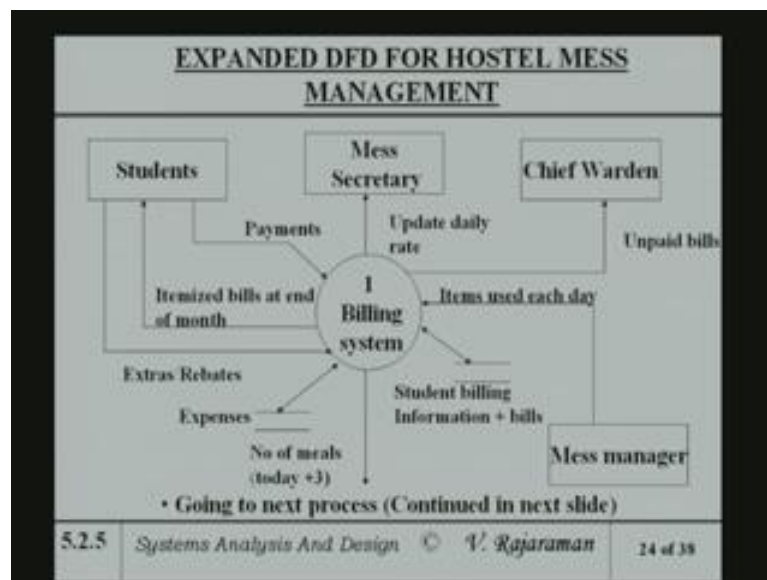 EXPANDED DFD FOR HOSTEL MESS
MANAGEMENT
Students
Mess
Secretary
Chief Warden
Payments
Update daily
rate
Unpaid bills
1
Billing
system
Itemized bills at end
of month
Items used each day
Extras Rebates
Expenses
Student billing
Information + bills
No of meals
(today +3)
Mess manager
• Going to next process (Continued in next slide)
5.2.5
Systems Analysis And Design © V. Rajaraman
24 of 38